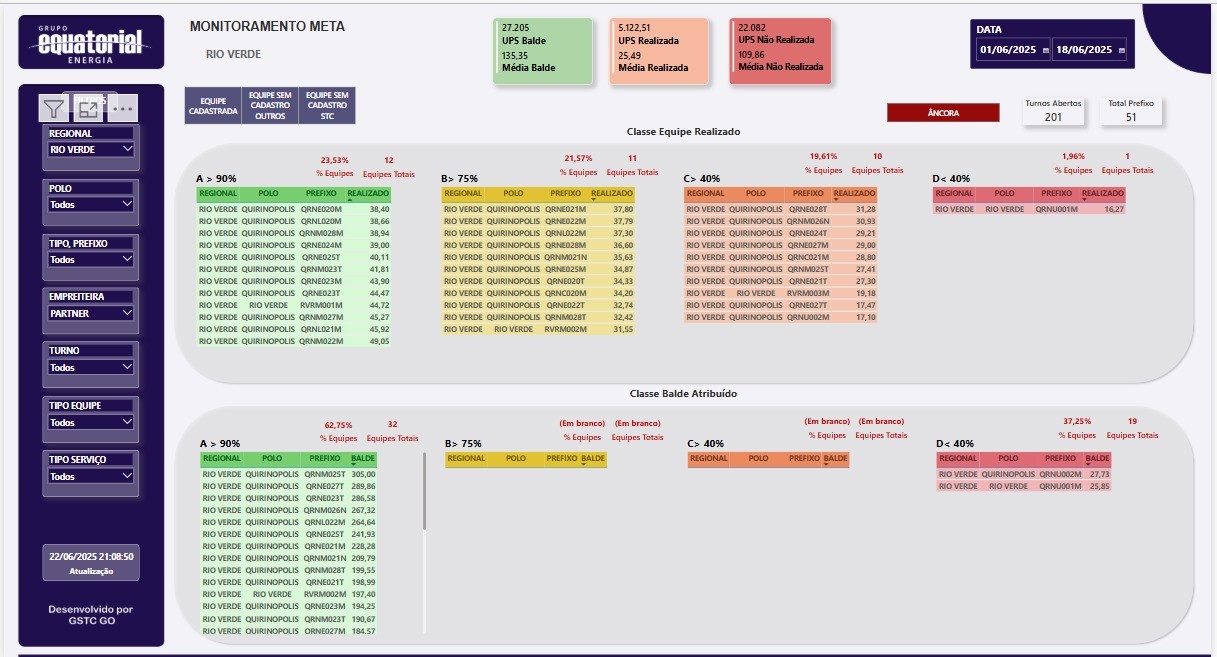 GRUPO
equatorial
ENERGIA
MONITORAMENTO META
RIO VERDE
27.205
UPS Balde
135,35
Média Balde
5.122,51
UPS Realizada
25,49
Média Realizada
22.082
UPS Não Realizada
109,86
Média Não Realizada
DATA
01/06/2025 18/06/2025
EQUIPE CADASTRADA
EQUIPE SEM CADASTRO OUTROS
EQUIPE SEM CADASTRO STC
ÂNCORA
Turnos Abertos
201
Total Prefixo
51
REGIONAL
RIO VERDE
POLO
Todos
TIPO, PREFIXO
Todos
EMPREITEIRA
PARTNER
TURNO
Todos
TIPO EQUIPE
Todos
TIPO SERVIÇO
Todos
22/06/2025 21:08:50
Atualização
Desenvolvido por
GSTC GO
Classe Equipe Realizado
23,53% 12
% Equipes Equipes Totais
A > 90%
REGIONAL POLO PREFIXO REALIZADO
RIO VERDE QUIRINOPOLIS QRNE020M 38,40
RIO VERDE QUIRINOPOLIS QRNL020M 38,66
RIO VERDE QUIRINOPOLIS QRNM028M 38,94
RIO VERDE QUIRINOPOLIS QRNE024M 39,00
RIO VERDE QUIRINOPOLIS QRNE025T 40,11
RIO VERDE QUIRINOPOLIS QRNM023T 41,81
RIO VERDE QUIRINOPOLIS QRNE023M 43,90
RIO VERDE QUIRINOPOLIS QRNE023T 44,47
RIO VERDE RIO VERDE RVRM001M 44,72
RIO VERDE QUIRINOPOLIS QRNM027M 45,27
RIO VERDE QUIRINOPOLIS QRNL021M 45,92
RIO VERDE QUIRINOPOLIS QRNM022M 49,05
21,57% 11
% Equipes Equipes Totais
B> 75%
REGIONAL POLO PREFIXO REALIZADO
RIO VERDE QUIRINOPOLIS QRNE021M 37,80
RIO VERDE QUIRINOPOLIS QRNE022M 37,79
RIO VERDE QUIRINOPOLIS QRNL022M 37,30
RIO VERDE QUIRINOPOLIS QRNE028M 36,60
RIO VERDE QUIRINOPOLIS QRNM021N 35,63
RIO VERDE QUIRINOPOLIS QRNE025M 34,87
RIO VERDE QUIRINOPOLIS QRNE020T 34,33
RIO VERDE QUIRINOPOLIS QRNC020M 34,20
RIO VERDE QUIRINOPOLIS QRNE022T 32,74
RIO VERDE QUIRINOPOLIS QRNM028T 32,42
RIO VERDE RIO VERDE RVRM002M 31,55
19,61% 10
% Equipes Equipes Totais
C> 40%
REGIONAL POLO PREFIXO REALIZADO
RIO VERDE QUIRINOPOLIS QRNE028T 31,28
RIO VERDE QUIRINOPOLIS QRNM026N 30,93
RIO VERDE QUIRINOPOLIS QRNE024T 29,21
RIO VERDE QUIRINOPOLIS QRNE027M 29,00
RIO VERDE QUIRINOPOLIS QRNC021M 28,80
RIO VERDE QUIRINOPOLIS QRNM025T 27,41
RIO VERDE QUIRINOPOLIS QRNE021T 27,30
RIO VERDE RIO VERDE RVRM003M 19,18
RIO VERDE QUIRINOPOLIS QRNE027T 17,47
RIO VERDE QUIRINOPOLIS QRNU002M 17,10
1,96% 1
% Equipes Equipes Totais
D< 40%
REGIONAL POLO PREFIXO REALIZADO
RIO VERDE RIO VERDE QRNU001M 16,27
Classe Balde Atribuído
62,75% 32
% Equipes Equipes Totais
A > 90%
REGIONAL POLO PREFIXO BALDE
RIO VERDE QUIRINOPOLIS QRNM025T 305,00
RIO VERDE QUIRINOPOLIS QRNE027T 289,86
RIO VERDE QUIRINOPOLIS QRNE023T 286,58
RIO VERDE QUIRINOPOLIS QRNM026N 267,32
RIO VERDE QUIRINOPOLIS QRNL022M 264,64
RIO VERDE QUIRINOPOLIS QRNE025T 241,93
RIO VERDE QUIRINOPOLIS QRNE021M 228,28
RIO VERDE QUIRINOPOLIS QRNM021N 209,79
RIO VERDE QUIRINOPOLIS QRNM028T 199,55
RIO VERDE QUIRINOPOLIS QRNE021T 198,99
RIO VERDE RIO VERDE RVRM002M 197,40
RIO VERDE QUIRINOPOLIS QRNE023M 194,25
RIO VERDE QUIRINOPOLIS QRNM023T 190,67
RIO VERDE QUIRINOPOLIS QRNE027M 184,57
(Em branco) (Em branco)
% Equipes Equipes Totais
B> 75%
REGIONAL POLO PREFIXO BALDE
(Em branco) (Em branco)
% Equipes Equipes Totais
C> 40%
REGIONAL POLO PREFIXO BALDE
37,25% 19
% Equipes Equipes Totais
D< 40%
REGIONAL POLO PREFIXO BALDE
RIO VERDE QUIRINOPOLIS QRNU002M 27,73
RIO VERDE RIO VERDE QRNU001M 25,85